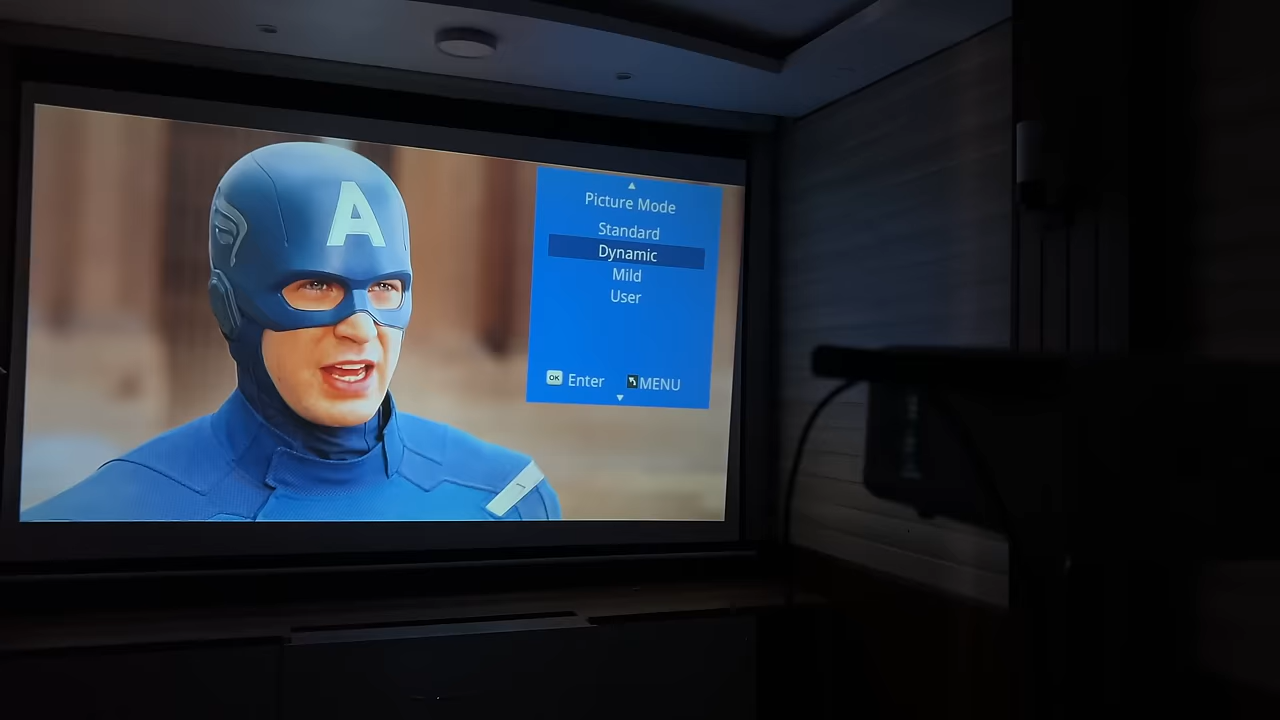 A
Picture Mode
Standard
Dynamic
Mild
User
OK Enter MENU